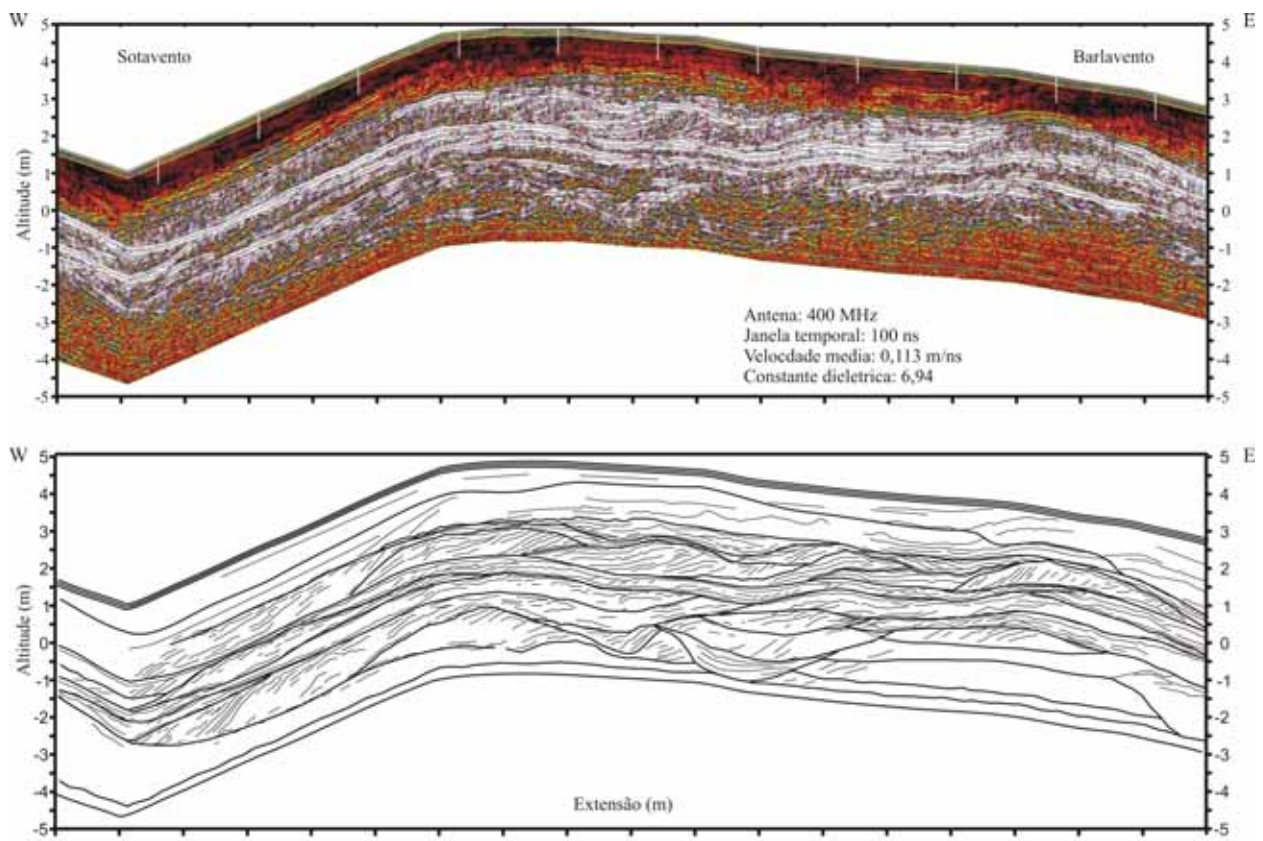 W E
5 5
4 4
3 3
2 2
1 1
0 0
-1 -1
-2 -2
-3 -3
-4 -4
-5 -5
Altitude (m)
Sotavento
Barlavento
Antena: 400 MHz
Janela temporal: 100 ns
Velocdade media: 0,113 m/ns
Constante dieletrica: 6,94
W E
5 5
4 4
3 3
2 2
1 1
0 0
-1 -1
-2 -2
-3 -3
-4 -4
-5 -5
Altitude (m)
Extensão (m)